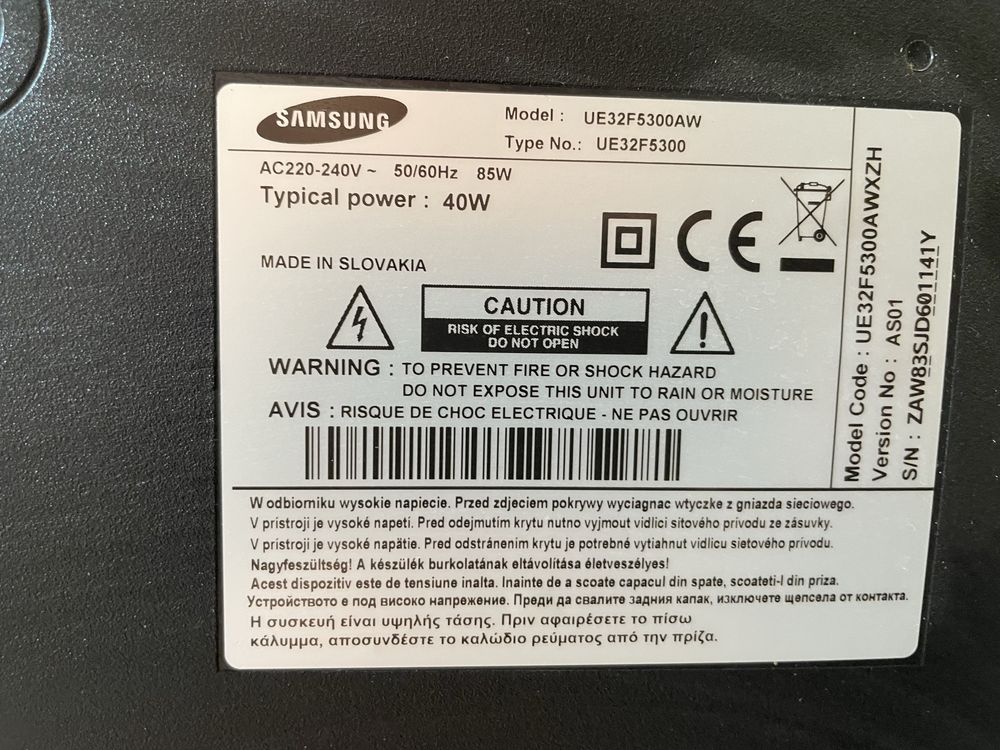 SAMSUNG
Model : UE32F5300AW
Type No.: UE32F5300
AC220-240V ~ 50/60Hz 85W
Typical power : 40W
MADE IN SLOVAKIA
CE
CAUTION
RISK OF ELECTRIC SHOCK
DO NOT OPEN
WARNING : TO PREVENT FIRE OR SHOCK HAZARD
DO NOT EXPOSE THIS UNIT TO RAIN OR MOISTURE
AVIS : RISQUE DE CHOC ELECTRIQUE - NE PAS OUVRIR
Model Code : UE32F5300AWXZH
Version No : AS01
S/N : ZAW83SJD601141Y
W odbiorniku wysokie napiecie. Przed zdjeciem pokrywy wyciagnac wtyczke z gniazda sieciowego.
V pristroji je vysoké napetí. Pred odejmutím krytu nutno vyjmout vidlici sítového prívodu ze zásuvky.
V pristroji je vysoké napätie. Pred odstránením krytu je potrebné vytiahnut vidlicu sietového prívodu.
Nagyfeszültség! A készülék burkolatának eltávolítása életveszélyes!
Acest dispozitiv este de tensiune inalta. Inainte de a scoate capacul din spate, scoateti-l din priza.
Устройството е под високо напрежение. Преди да свалите задния капак, изключете щепсела от контакта.
Η συσκευή είναι υψηλής τάσης. Πριν αφαιρέσετε το πίσω
κάλυμμα, αποσυνδέστε το καλώδιο ρεύματος από την πρίζα.